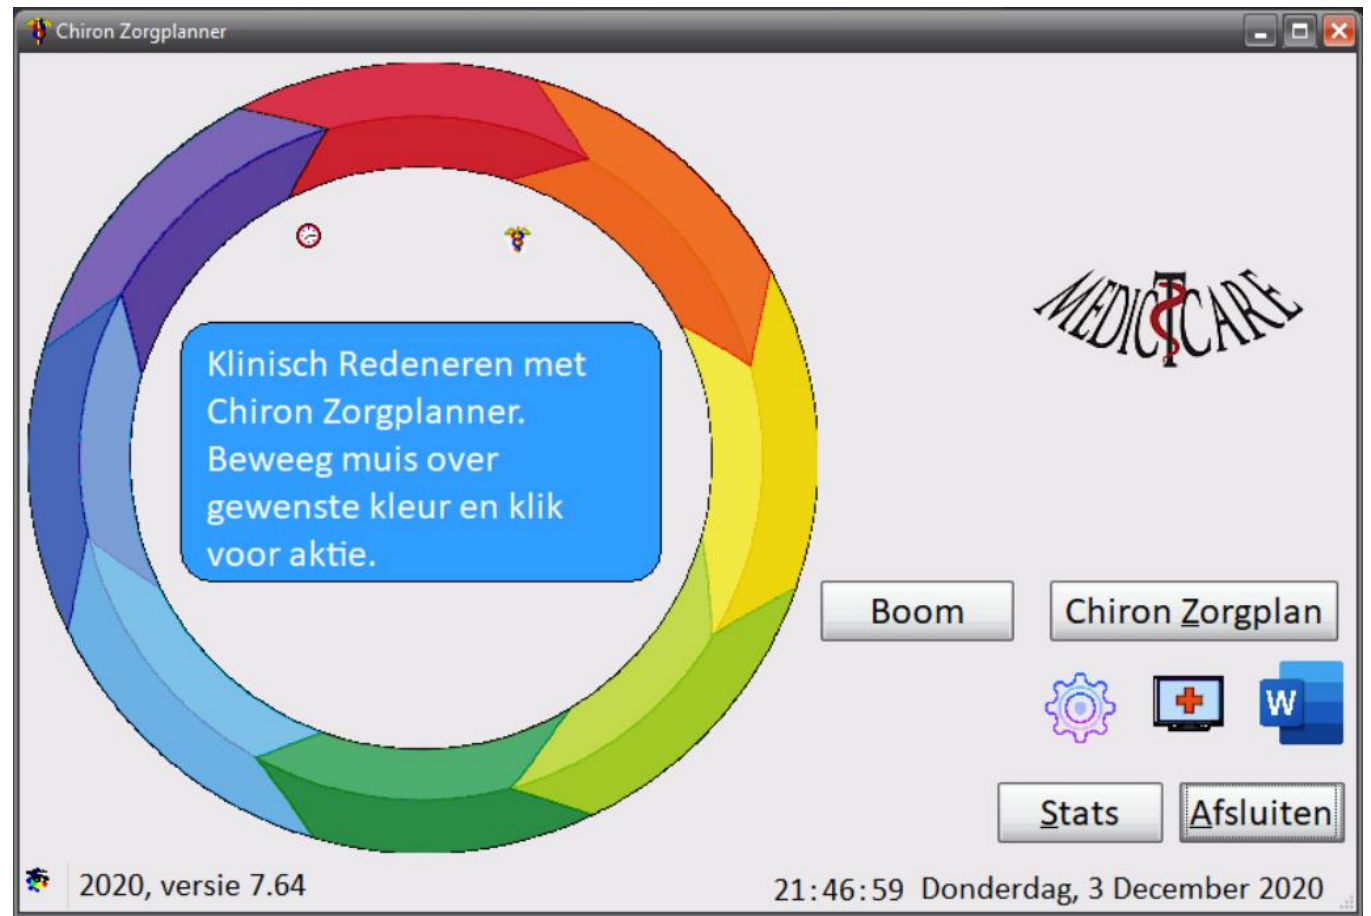 Chiron Zorgplanner
MEDICTCARE
Klinisch Redeneren met
Chiron Zorgplanner.
Beweeg muis over
gewenste kleur en klik
voor aktie.
Boom
Chiron Zorgplan
W
Stats
Afsluiten
2020, versie 7.64
21:46:59 Donderdag, 3 December 2020